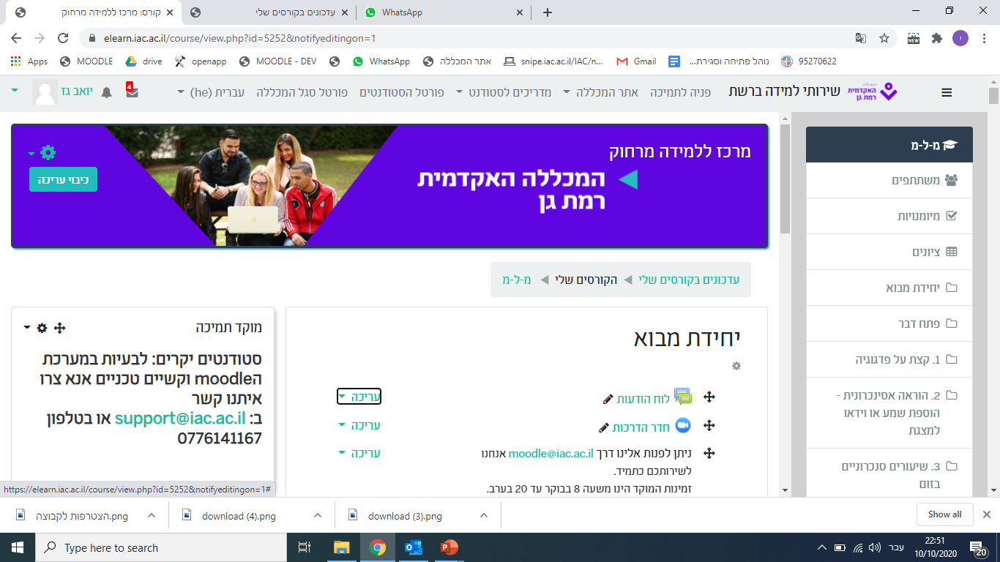 קורס: מרכז ללמידה מרחוק
עדכונים בקורסים שלי
WhatsApp
elearn.iac.ac.il/course/view.php?id=5252&notifyeditingon=1
NEW
Apps
MOODLE
drive
openapp
MOODLE - DEV
WhatsApp
אתר המכללה
snipe.iac.ac.il/IAC/n...
Gmail
נוהל פתיחה וסגירת...
95270622
המכללה
האקדמית
רמת גן
שירותי למידה ברשת
פניה לתמיכה
אתר המכללה
מדריכים לסטודנט
פורטל הסטודנטים
פורטל סגל המכללה
עברית (he)
4
יואב גז
מ-ל-מ
משתתפים
מיומנויות
ציונים
יחידת מבוא
פתח דבר
1. קצת על פדגוגיה
2. הוראה אסינכרונית -
הוספת שמע או וידאו
למצגת
3. שיעורים סנכרוניים
בזום
מרכז ללמידה מרחוק
המכללה האקדמית
רמת גן
כיבוי עריכה
עדכונים בקורסים שלי
הקורסים שלי
מ-ל-מ
יחידת מבוא
לוח הודעות
עריכה
חדר הדרכות
עריכה
ניתן לפנות אלינו דרך moodle@iac.ac.il אנחנו
לשירותכם כתמיד.
זמינות המוקד הינו משעה 8 בבוקר עד 20 בערב.
עריכה
מוקד תמיכה
סטודנטים יקרים: לבעיות במערכת
הmoodle וקשיים טכניים אנא צרו
איתנו קשר
ב: support@iac.ac.il או בטלפון
0776141167
https://elearn.iac.ac.il/course/view.php?id=5252&notifyeditingon=1#
הצטרפות לקבוצה.png
download (4).png
download (3).png
Show all
Type here to search
עבר
22:51
10/10/2020
20